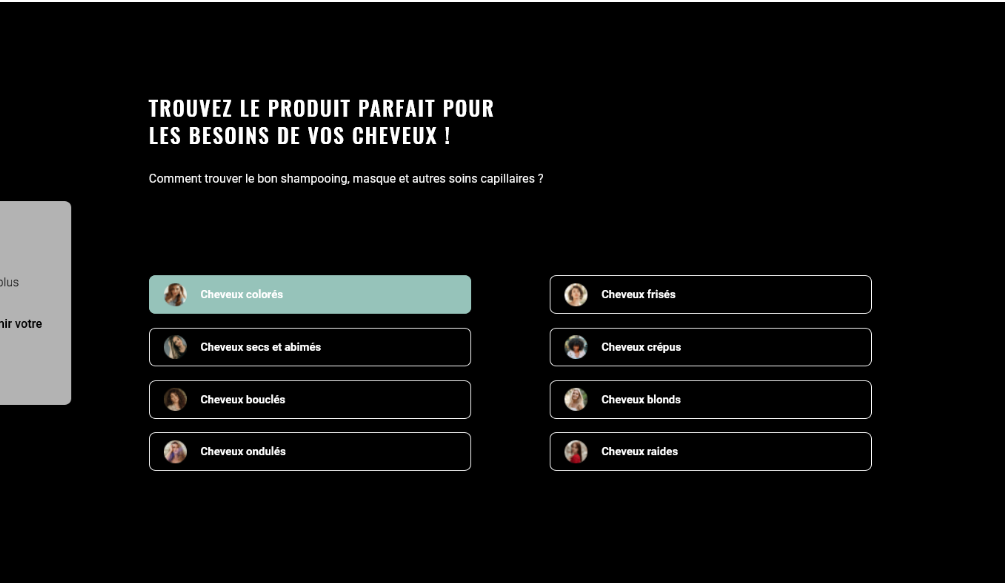 TROUVEZ LE PRODUIT PARFAIT POUR
LES BESOINS DE VOS CHEVEUX !
Comment trouver le bon shampooing, masque et autres soins capillaires ?
plus
nir votre
Cheveux colorés
Cheveux frisés
Cheveux secs et abimés
Cheveux crépus
Cheveux bouclés
Cheveux blonds
Cheveux ondulés
Cheveux raides